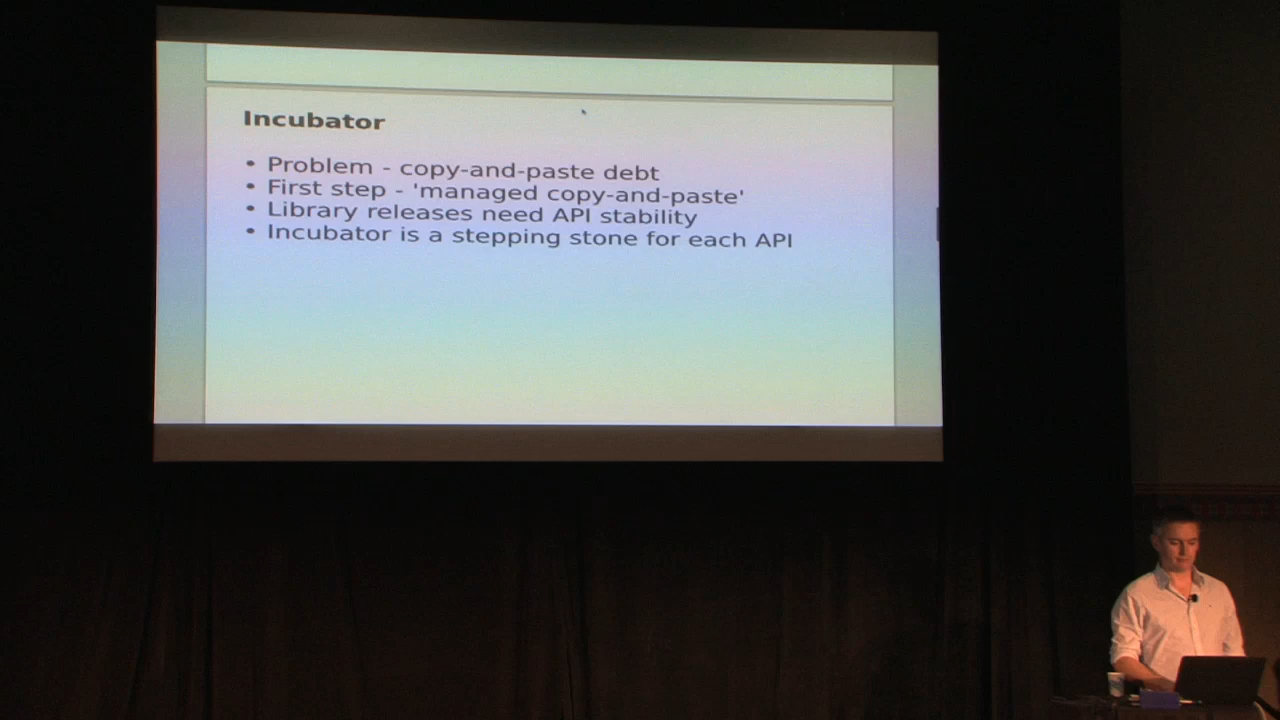 Incubator
• Problem - copy-and-paste debt
• First step - 'managed copy-and-paste'
• Library releases need API stability
• Incubator is a stepping stone for each API